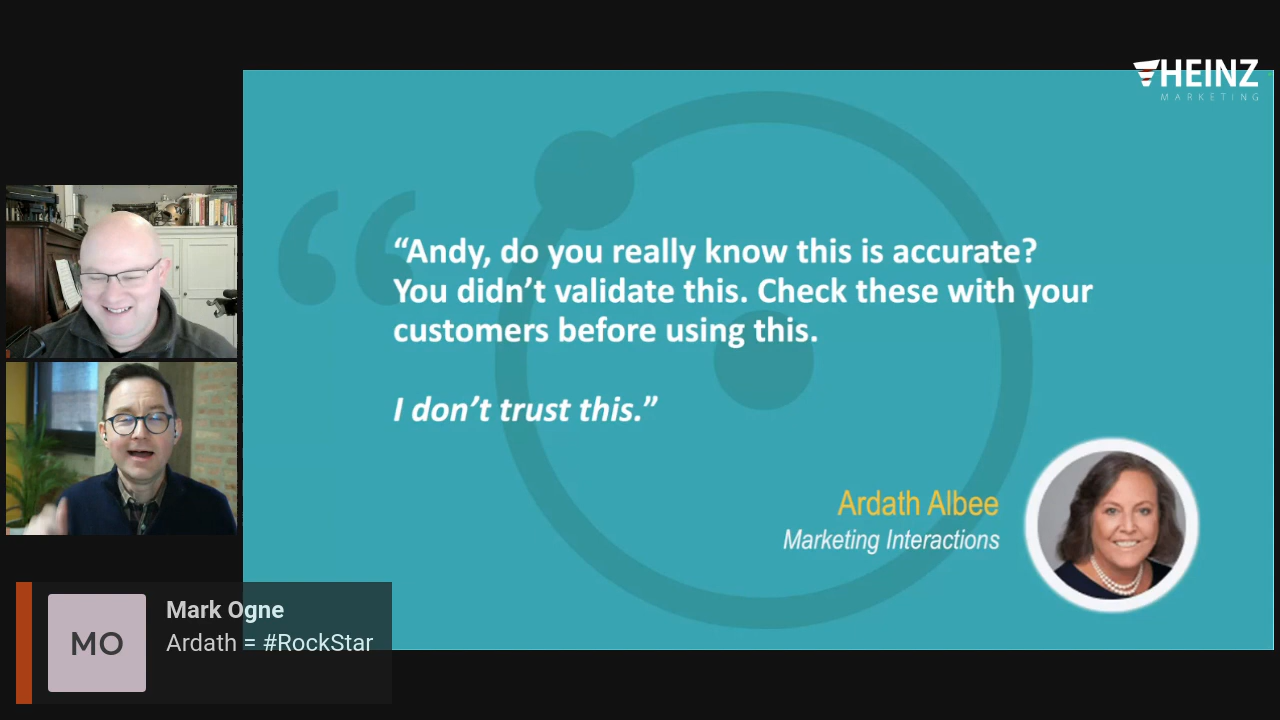 HEINZ
MARKETING
“Andy, do you really know this is accurate?
You didn’t validate this. Check these with your
customers before using this.
I don’t trust this.”
Ardath Albee
Marketing Interactions
MO
Mark Ogne
Ardath = #RockStar